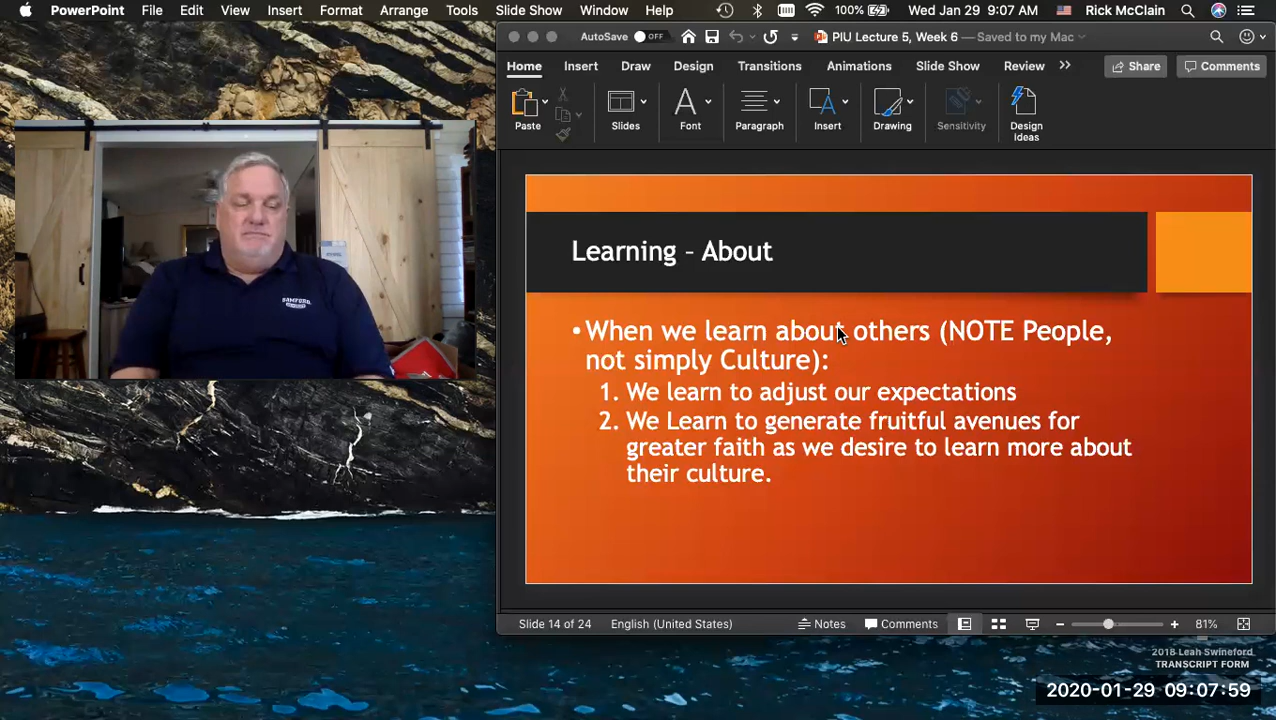 PowerPoint File Edit View Insert Format Arrange Tools Slide Show Window Help 100% Wed Jan 29 9:07 AM Rick McClain
AutoSave OFF PIU Lecture 5, Week 6 — Saved to my Mac
Home Insert Draw Design Transitions Animations Slide Show Review Share Comments
Paste Slides Font Paragraph Insert Drawing Sensitivity Design
Ideas
Learning – About
•When we learn about others (NOTE People,
not simply Culture):
1. We learn to adjust our expectations
2. We Learn to generate fruitful avenues for
greater faith as we desire to learn more about
their culture.
SAMFORD
Slide 14 of 24 English (United States) Notes Comments 81%
2018 Leah Swineford
TRANSCRIPT FORM
2020-01-29 09:07:59